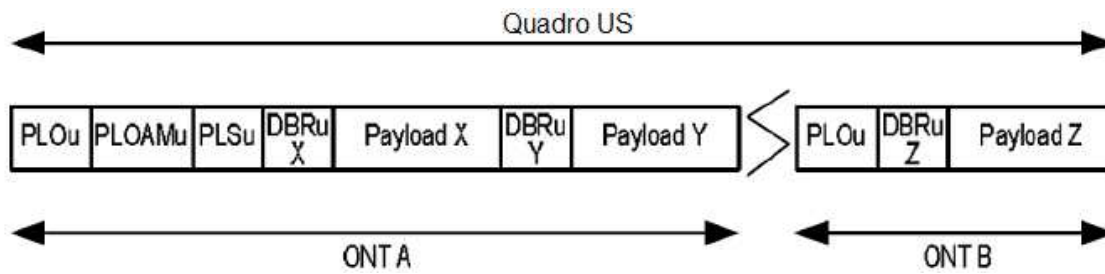 Quadro US
PLOu PLOAMu PLSu DBRu X Payload X DBRu Y Payload Y PLOu DBRu Z Payload Z
ONT A ONT B